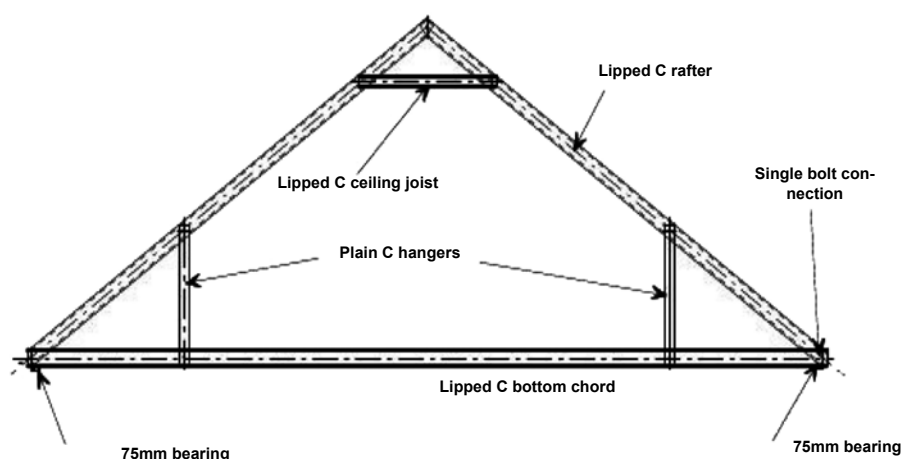 Lipped C rafter
Lipped C ceiling joist
Single bolt con-
nection
Plain C hangers
Lipped C bottom chord
75mm bearing
75mm bearing